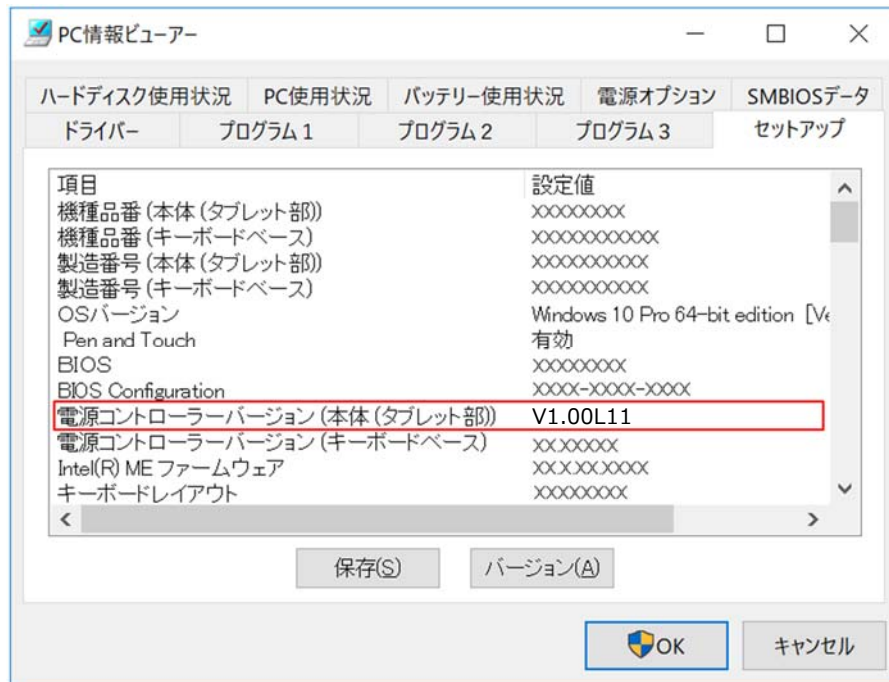 PC情報ビューアー
ハードディスク使用状況 PC使用状況 バッテリー使用状況 電源オプション SMBIOSデータ
ドライバー プログラム1 プログラム2 プログラム3 セットアップ
項目 設定値
機種品番(本体(タブレット部)) XXXXXXXX
機種品番(キーボードベース) XXXXXXXXXXX
製造番号(本体(タブレット部)) XXXXXXXXXX
製造番号(キーボードベース) XXXXXXXXXX
OSバージョン Windows 10 Pro 64-bit edition [Ve
Pen and Touch 有効
BIOS XXXXXXXX
BIOS Configuration XXXX-XXXX-XXXX
電源コントローラーバージョン(本体(タブレット部)) V1.00L11
電源コントローラーバージョン(キーボードベース) XX.XXXXX
Intel(R) ME ファームウェア XX.X.XX.XXXX
キーボードレイアウト XXXXXXXX
保存(S) バージョン(A)
OK キャンセル